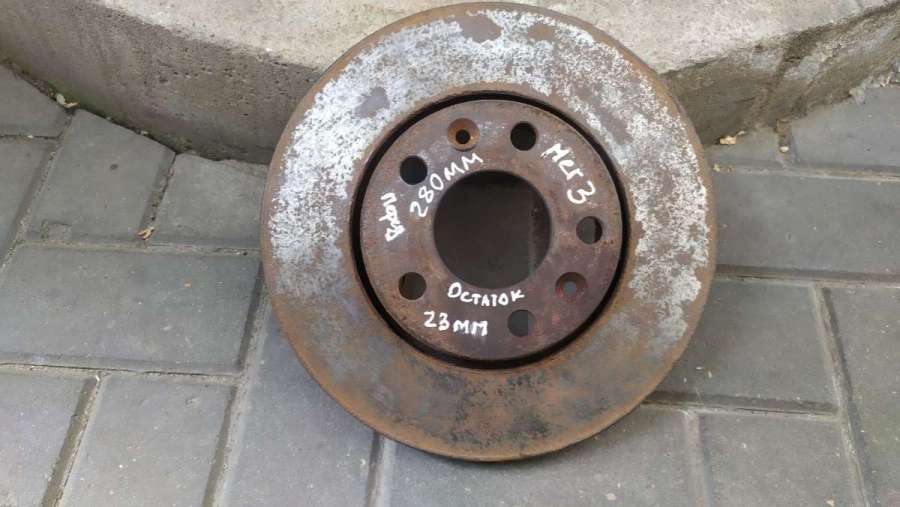 Перед
280мм
Мег 3
Остаток
23мм